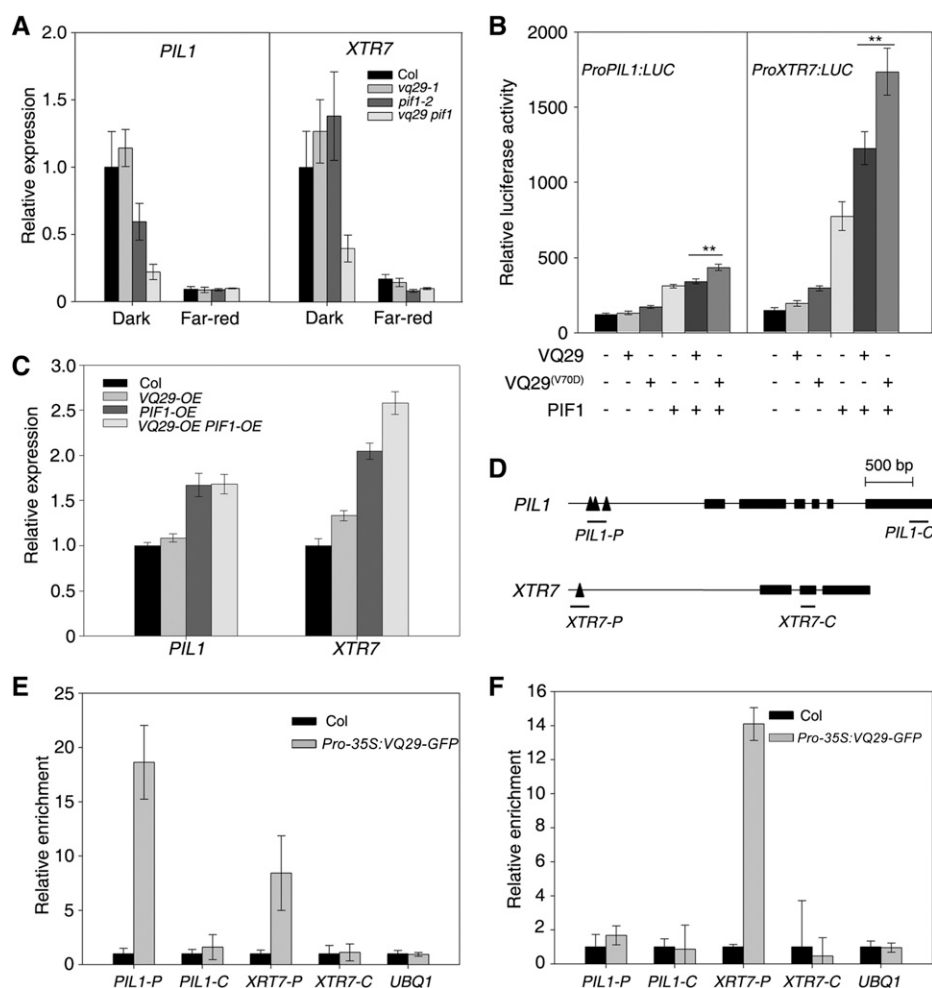 A
PIL1
XTR7
Col
vq29-1
pif1-2
vq29 pif1
Relative expression
2.0
1.5
1.0
0.5
0
Dark
Far-red
Dark
Far-red
B
ProPIL1:LUC
ProXTR7:LUC
**
**
Relative luciferase activity
2000
1750
1500
1250
1000
750
500
250
0
VQ29 - + - - + - - + - - + -
VQ29(V70D) - - + - - + - - + - - +
PIF1 - - - + + + - - - + + +
C
Col
VQ29-OE
PIF1-OE
VQ29-OE PIF1-OE
Relative expression
3.0
2.5
2.0
1.5
1.0
0.5
0
PIL1
XTR7
D
500 bp
PIL1
PIL1-P
PIL1-C
XTR7
XTR7-P
XTR7-C
E
Col
Pro-35S:VQ29-GFP
Relative enrichment
25
20
15
10
5
0
PIL1-P
PIL1-C
XRT7-P
XTR7-C
UBQ1
F
Col
Pro-35S:VQ29-GFP
Relative enrichment
16
14
12
10
8
6
4
2
0
PIL1-P
PIL1-C
XRT7-P
XTR7-C
UBQ1